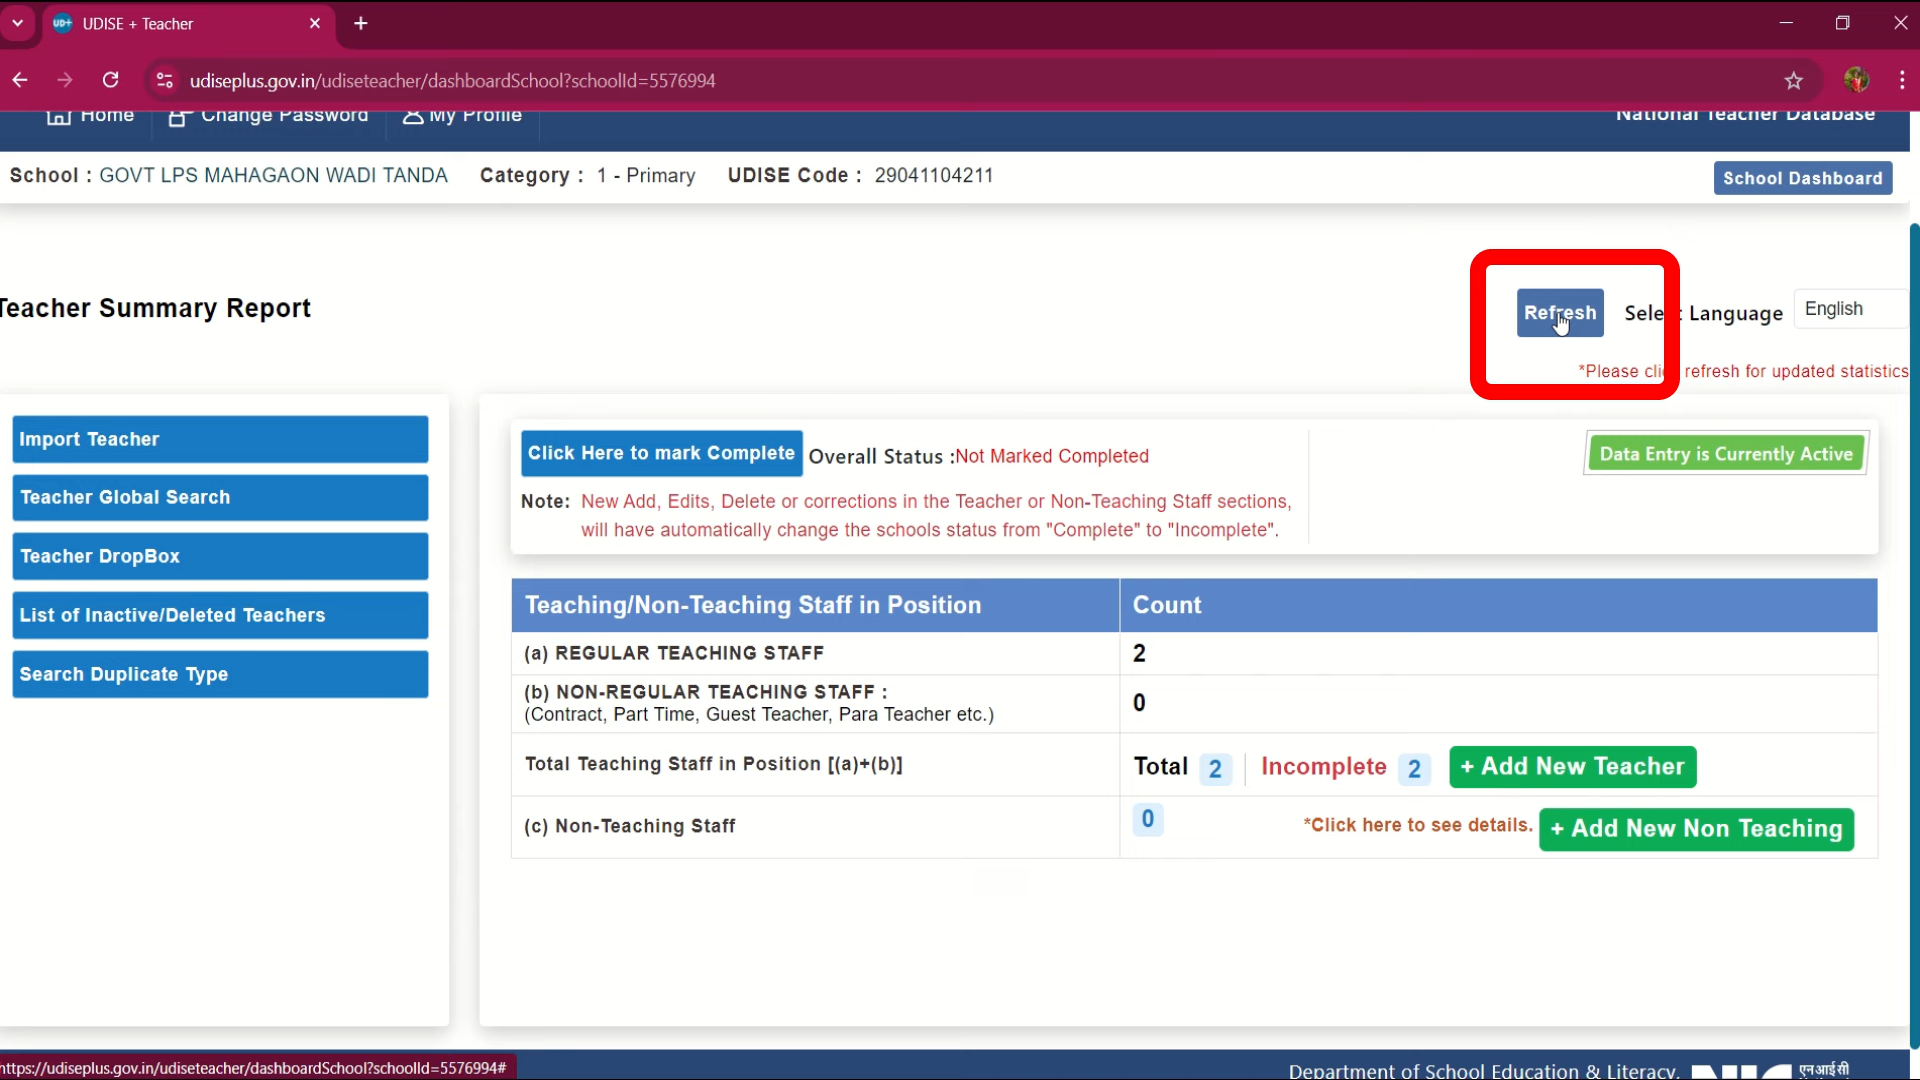 UD+ UDISE + Teacher
udiseplus.gov.in/udiseteacher/dashboardSchool?schoolId=5576994
Home Change Password My Profile National Teacher Database
School : GOVT LPS MAHAGAON WADI TANDA Category : 1 - Primary UDISE Code : 29041104211 School Dashboard
Teacher Summary Report Refresh Select Language English
*Please click refresh for updated statistics
Import Teacher
Teacher Global Search
Teacher DropBox
List of Inactive/Deleted Teachers
Search Duplicate Type
Click Here to mark Complete Overall Status :Not Marked Completed Data Entry is Currently Active
Note: New Add, Edits, Delete or corrections in the Teacher or Non-Teaching Staff sections,
will have automatically change the schools status from "Complete" to "Incomplete".
Teaching/Non-Teaching Staff in Position Count
(a) REGULAR TEACHING STAFF 2
(b) NON-REGULAR TEACHING STAFF :
(Contract, Part Time, Guest Teacher, Para Teacher etc.) 0
Total Teaching Staff in Position [(a)+(b)] Total 2 Incomplete 2 + Add New Teacher
(c) Non-Teaching Staff 0 *Click here to see details. + Add New Non Teaching
https://udiseplus.gov.in/udiseteacher/dashboardSchool?schoolId=5576994#
Department of School Education & Literacy, NIC एनआईसी